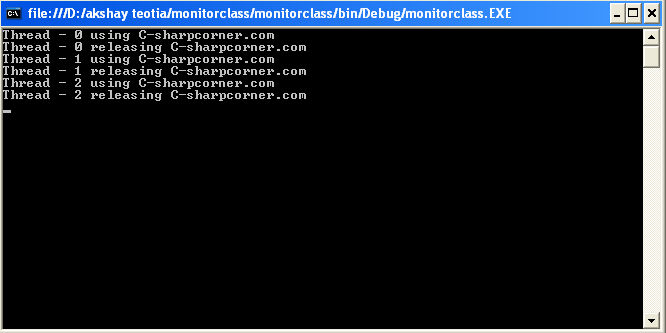 C:\ file:///D:/akshay teotia/monitorclass/monitorclass/bin/Debug/monitorclass.EXE
Thread - 0 using C-sharpcorner.com
Thread - 0 releasing C-sharpcorner.com
Thread - 1 using C-sharpcorner.com
Thread - 1 releasing C-sharpcorner.com
Thread - 2 using C-sharpcorner.com
Thread - 2 releasing C-sharpcorner.com